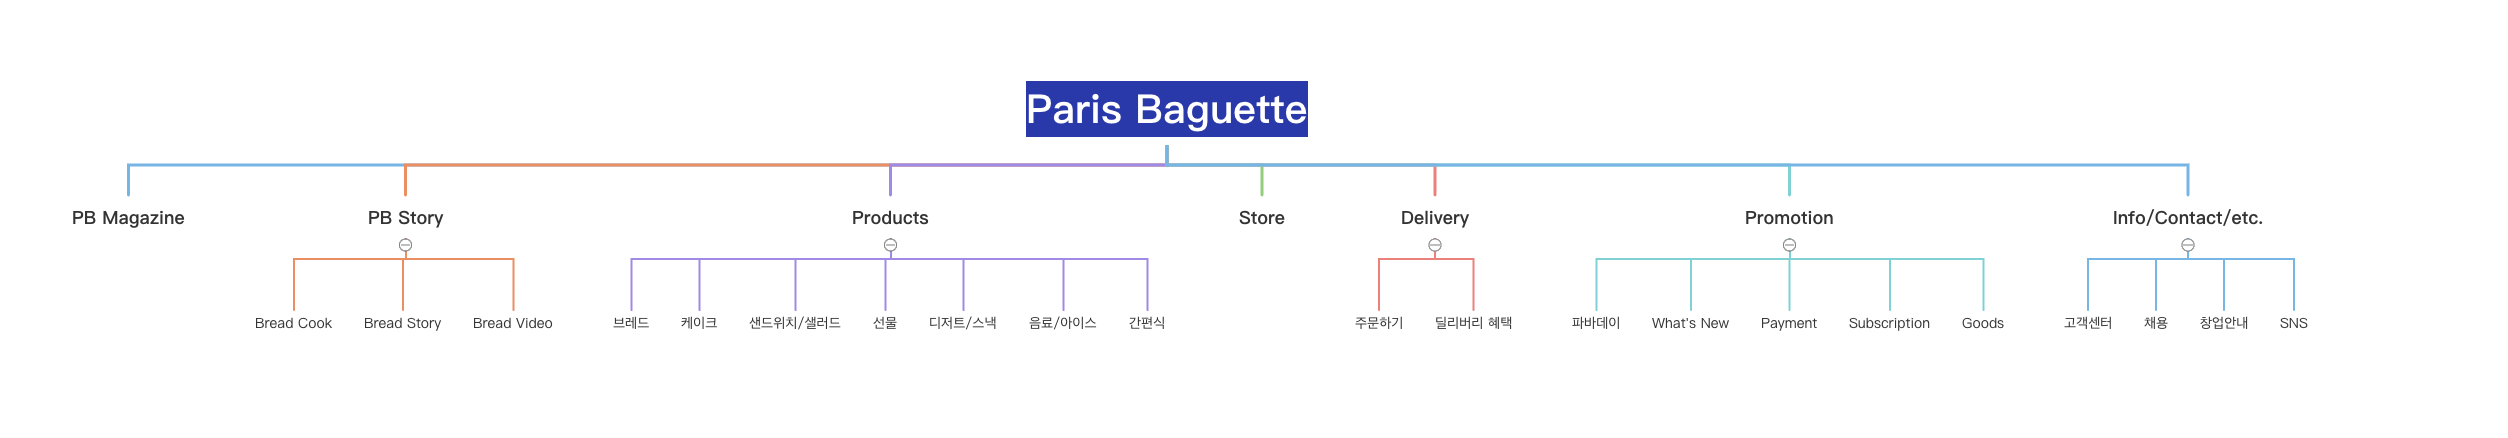 Paris Baguette
PB Magazine
PB Story
Products
Store
Delivery
Promotion
Info/Contact/etc.
Bread Cook
Bread Story
Bread Video
브레드
케이크
샌드위치/샐러드
선물
디저트/스낵
음료/아이스
간편식
주문하기
딜리버리 혜택
파바데이
What's New
Payment
Subscription
Goods
고객센터
채용
창업안내
SNS